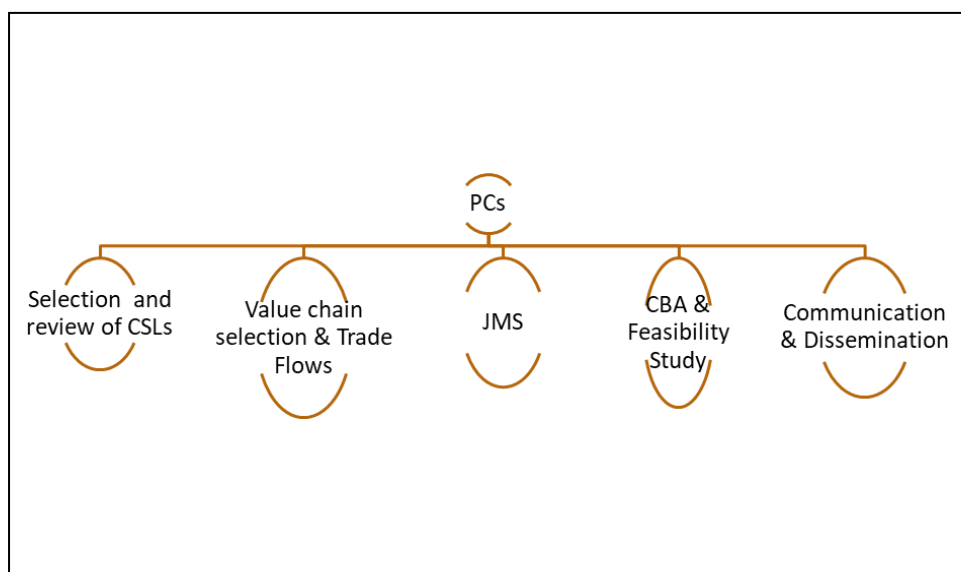 PCs
Selection and
review of CSLs
Value chain
selection & Trade
Flows
JMS
CBA &
Feasibility
Study
Communication
& Dissemination